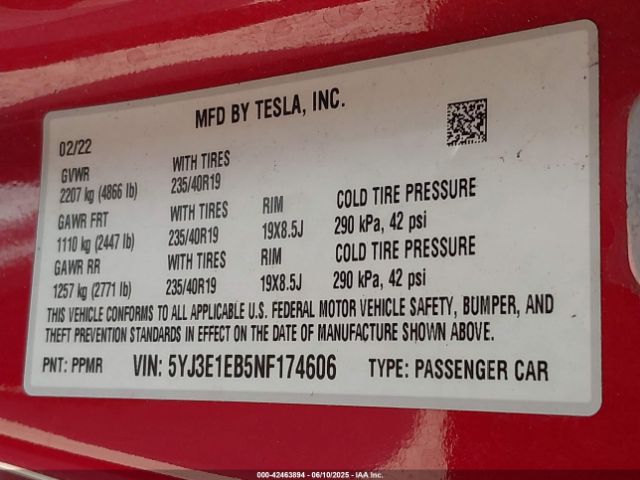 MFD BY TESLA, INC.
02/22
GVWR WITH TIRES
2207 kg (4866 lb) 235/40R19
GAWR FRT WITH TIRES RIM COLD TIRE PRESSURE
1110 kg (2447 lb) 235/40R19 19X8.5J 290 kPa, 42 psi
GAWR RR WITH TIRES RIM COLD TIRE PRESSURE
1257 kg (2771 lb) 235/40R19 19X8.5J 290 kPa, 42 psi
THIS VEHICLE CONFORMS TO ALL APPLICABLE U.S. FEDERAL MOTOR VEHICLE SAFETY, BUMPER, AND
THEFT PREVENTION STANDARDS IN EFFECT ON THE DATE OF MANUFACTURE SHOWN ABOVE.
PNT: PPMR VIN: 5YJ3E1EB5NF174606 TYPE: PASSENGER CAR
000-42463894 - 06/10/2025 - IAA Inc.